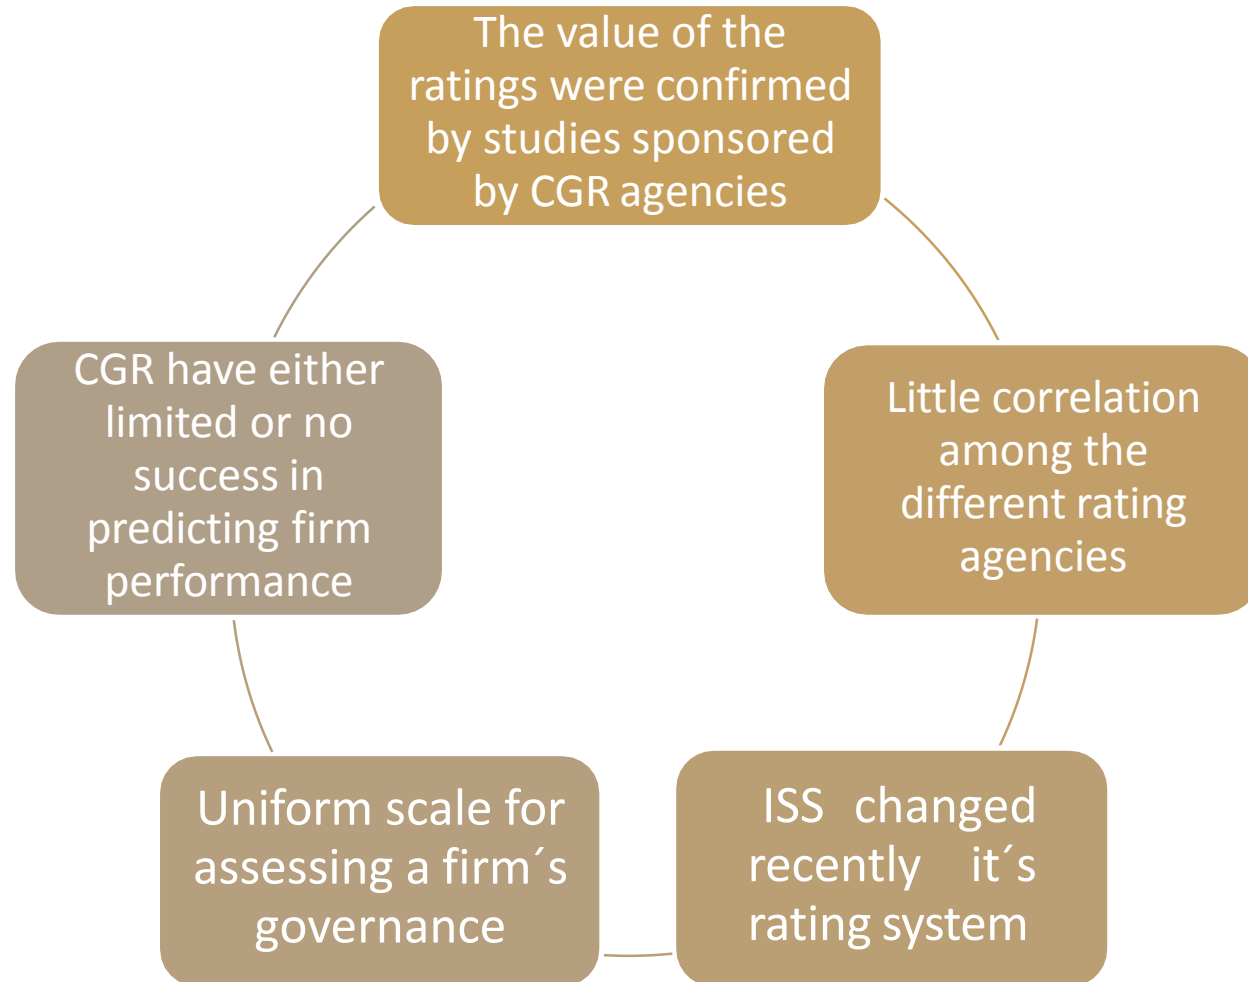 The value of the
ratings were confirmed
by studies sponsored
by CGR agencies
Little correlation
among the
different rating
agencies
ISS changed
recently it´s
rating system
Uniform scale for
assessing a firm´s
governance
CGR have either
limited or no
success in
predicting firm
performance